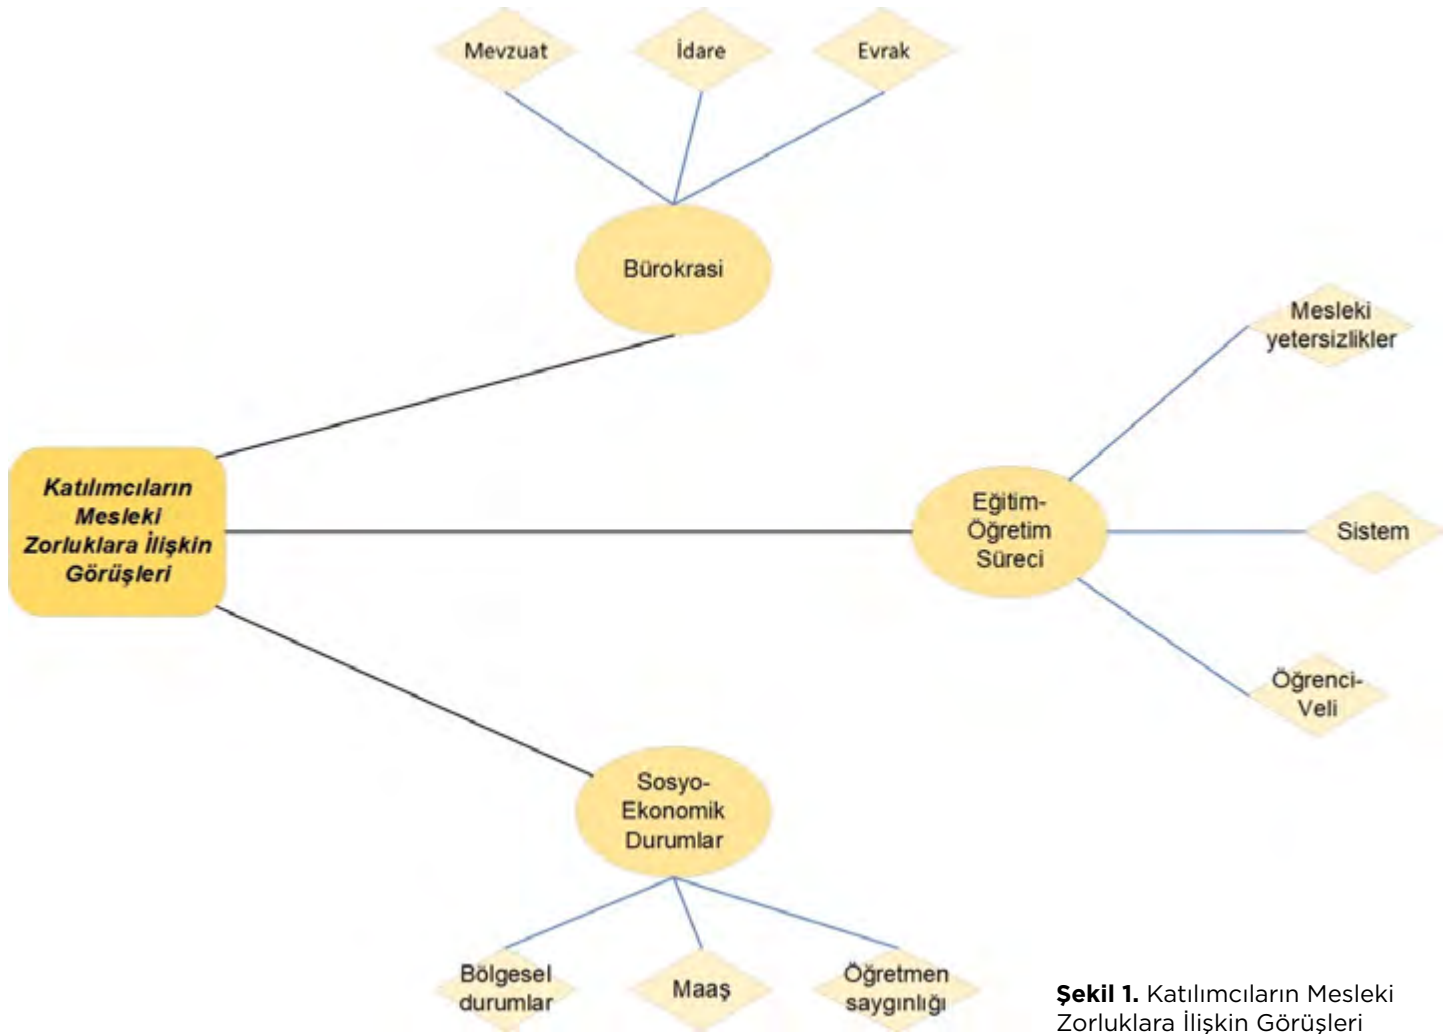 Mevzuat
İdare
Evrak
Bürokrasi
Mesleki
yetersizlikler
Katılımcıların
Mesleki
Zorluklara İlişkin
Görüşleri
Eğitim-
Öğretim
Süreci
Sistem
Öğrenci-
Veli
Sosyo-
Ekonomik
Durumlar
Bölgesel
durumlar
Maaş
Öğretmen
saygınlığı
Şekil 1. Katılımcıların Mesleki
Zorluklara İlişkin Görüşleri